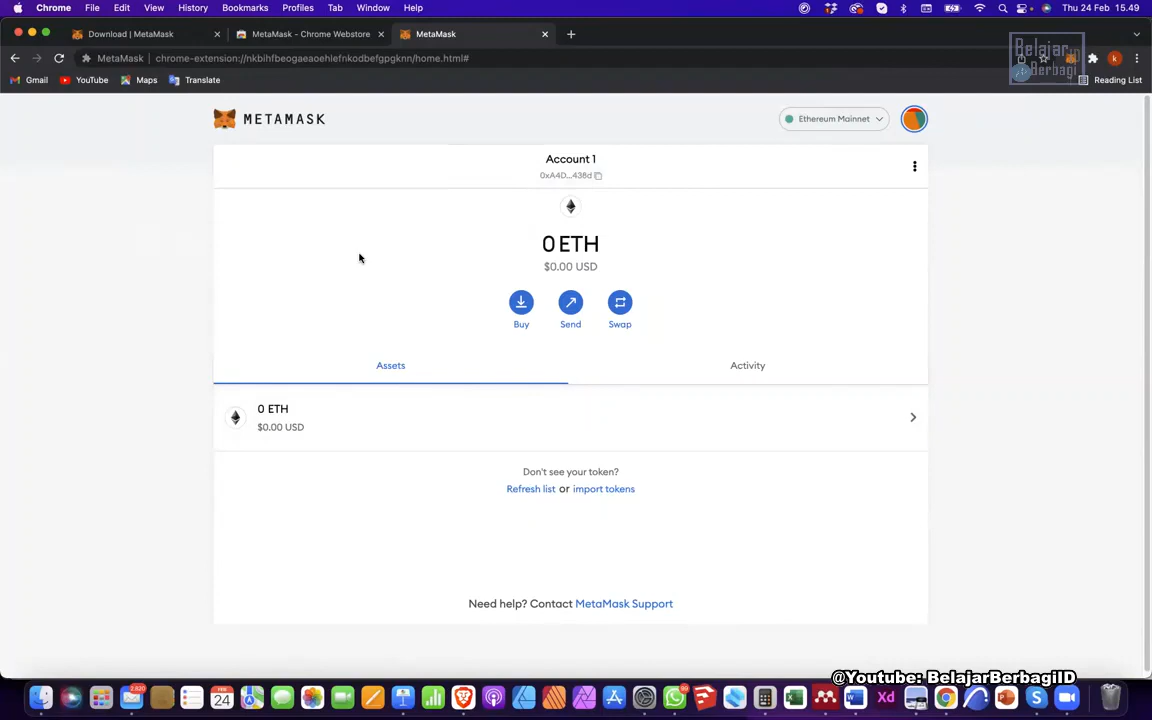 Chrome File Edit View History Bookmarks Profiles Tab Window Help Thu 24 Feb 15.49
Download | MetaMask MetaMask - Chrome Webstore MetaMask
MetaMask chrome-extension://nkbihfbeogaeaoehlefnkodbefgpgknn/home.html#
Gmail YouTube Maps Translate Reading List
Belajar
Berbagi
METAMASK
Ethereum Mainnet
Account 1
0xA4D...438d
0 ETH
$0.00 USD
Buy Send Swap
Assets Activity
0 ETH
$0.00 USD
Don't see your token?
Refresh list or import tokens
Need help? Contact MetaMask Support
@Youtube: BelajarBerbagiID